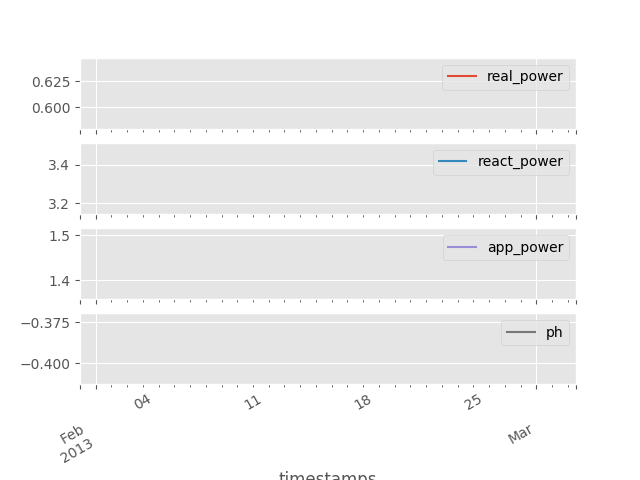 real_power
0.625
0.600
react_power
3.4
3.2
app_power
1.5
1.4
ph
−0.375
−0.400
Feb
2013
04
11
18
25
Mar
timestamps